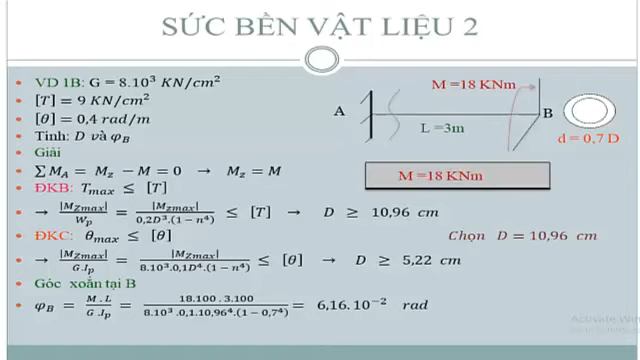 SỨC BỀN VẬT LIỆU 2
• VD 1B: G = 8.10³ KN/cm²
• [T] = 9 KN/cm²
• [θ] = 0,4 rad/m
• Tính: D và φ_B
• Giải
• ∑ M_A = M_z − M = 0 → M_z = M
• ĐKB: T_max ≤ [T]
• → |M_Zmax| / W_p = |M_zmax| / 0,2D³.(1−n⁴) ≤ [T] → D ≥ 10,96 cm
• ĐKC: θ_max ≤ [θ]
Chọn D = 10,96 cm
• → |M_Zmax| / G.J_p = |M_zmax| / 8.10³.0,1D⁴.(1−n⁴) ≤ [θ] → D ≥ 5,22 cm
• Góc xoắn tại B
• φ_B = M.L / G.J_p = 18.100 . 3.100 / 8.10³ .0,1.10,96⁴.(1−0,7⁴) = 6,16.10⁻² rad
M =18 KNm
A
B
L =3m
d = 0,7 D
M =18 KNm
Activate Win